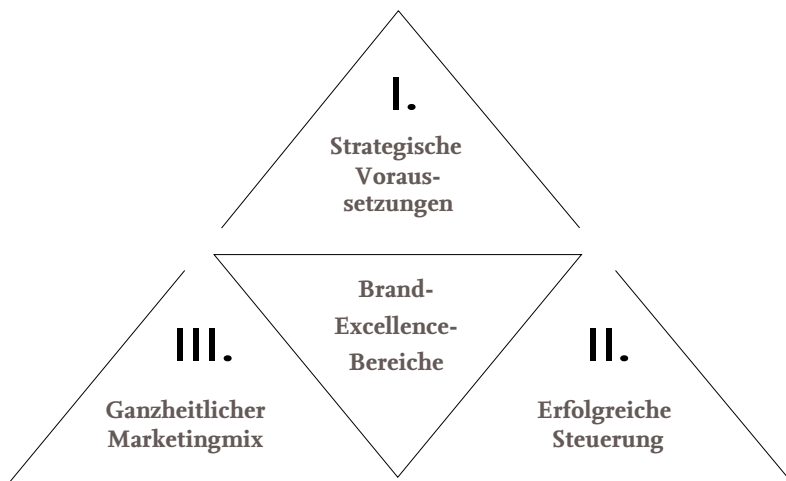 I.
Strategische
Voraus-
setzungen
Brand-
Excellence-
Bereiche
III.
Ganzheitlicher
Marketingmix
II.
Erfolgreiche
Steuerung